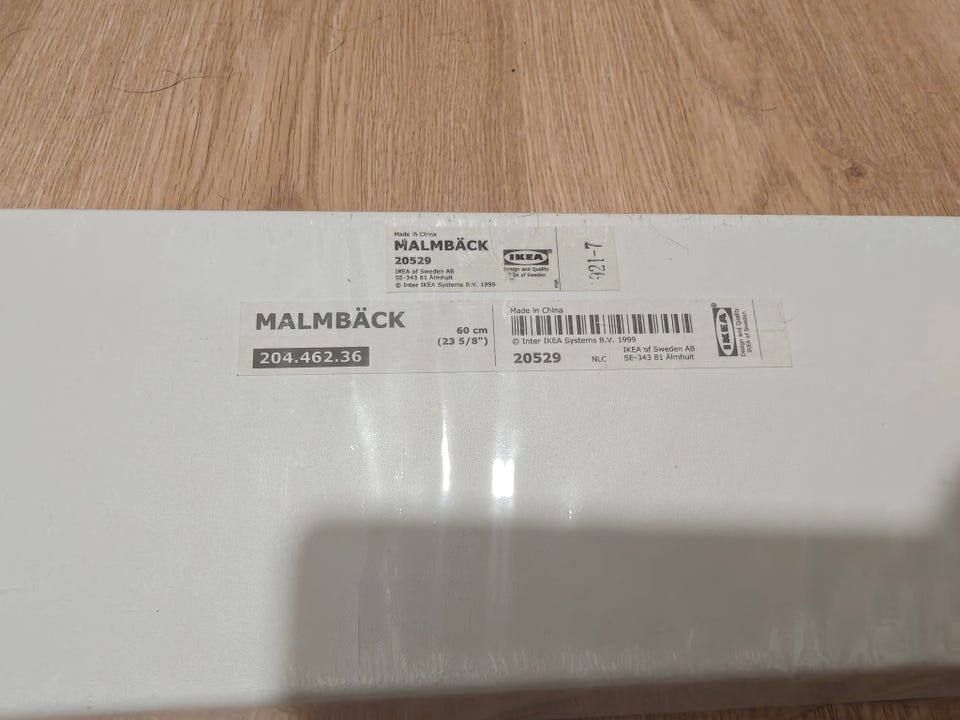 Made in China
MALMBÄCK
20529
IKEA of Sweden AB
SE-343 81 Älmhult
© Inter IKEA Systems B.V. 1999
IKEA
Design and Quality
IKEA of Sweden
921-7
MALMBÄCK
204.462.36
60 cm
(23 5/8")
Made in China
© Inter IKEA Systems B.V. 1999
20529
NLC
IKEA of Sweden AB
SE-343 81 Älmhult
IKEA
Design and Quality
IKEA of Sweden